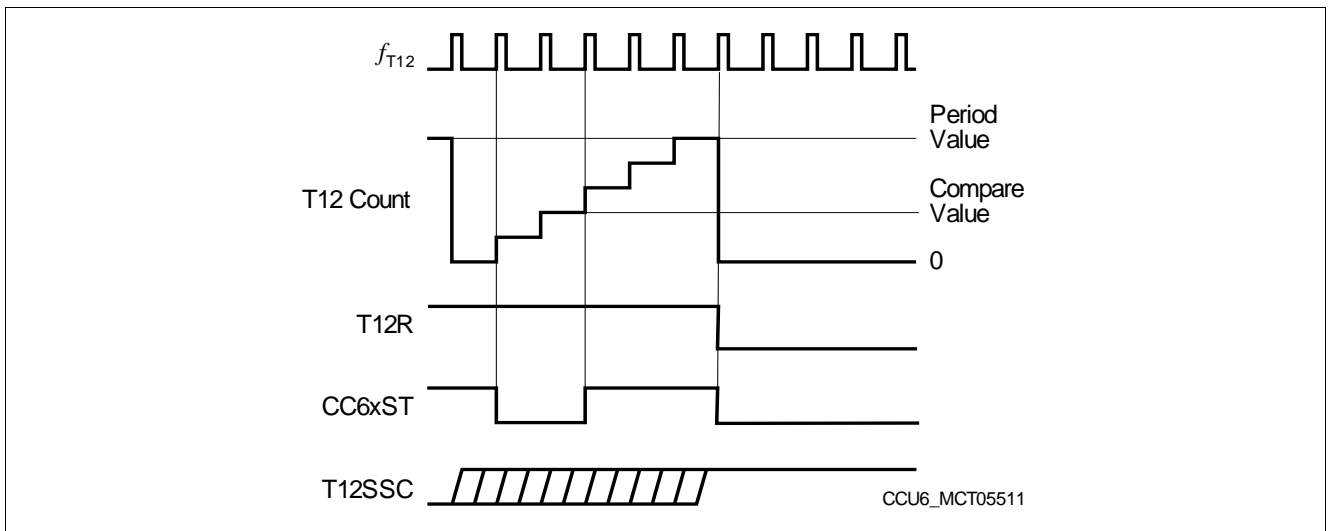 fT12
Period
Value
T12 Count
Compare
Value
0
T12R
CC6xST
T12SSC
CCU6_MCT05511